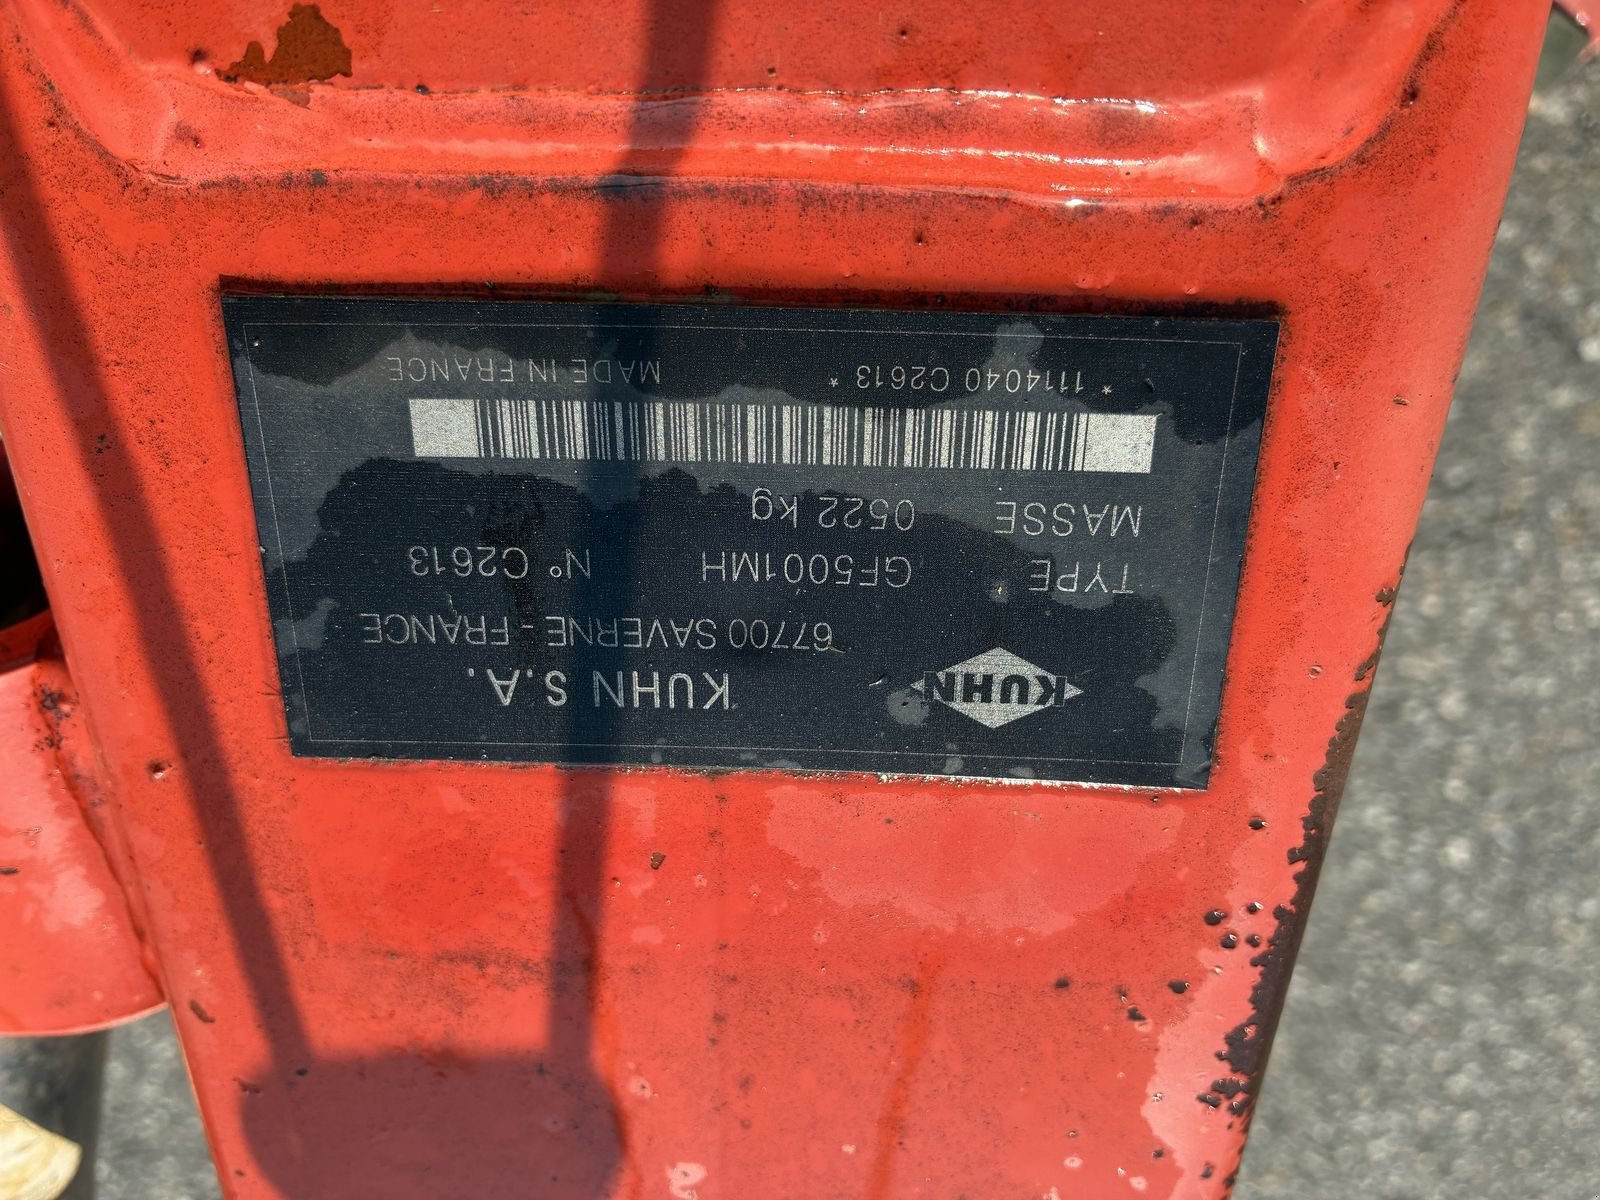 KUHN
KUHN S.A.
67700 SAVERNE - FRANCE
TYPE GF5001MH N° C2613
MASSE 0522 kg
* 1114040 C2613 * MADE IN FRANCE